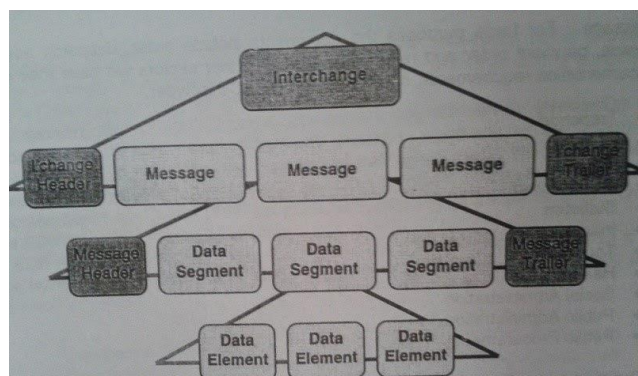 Interchange
I change
Header
Message
Message
Message
I change
Trailer
Message
Header
Data
Segment
Data
Segment
Data
Segment
Message
Trailer
Data
Element
Data
Element
Data
Element